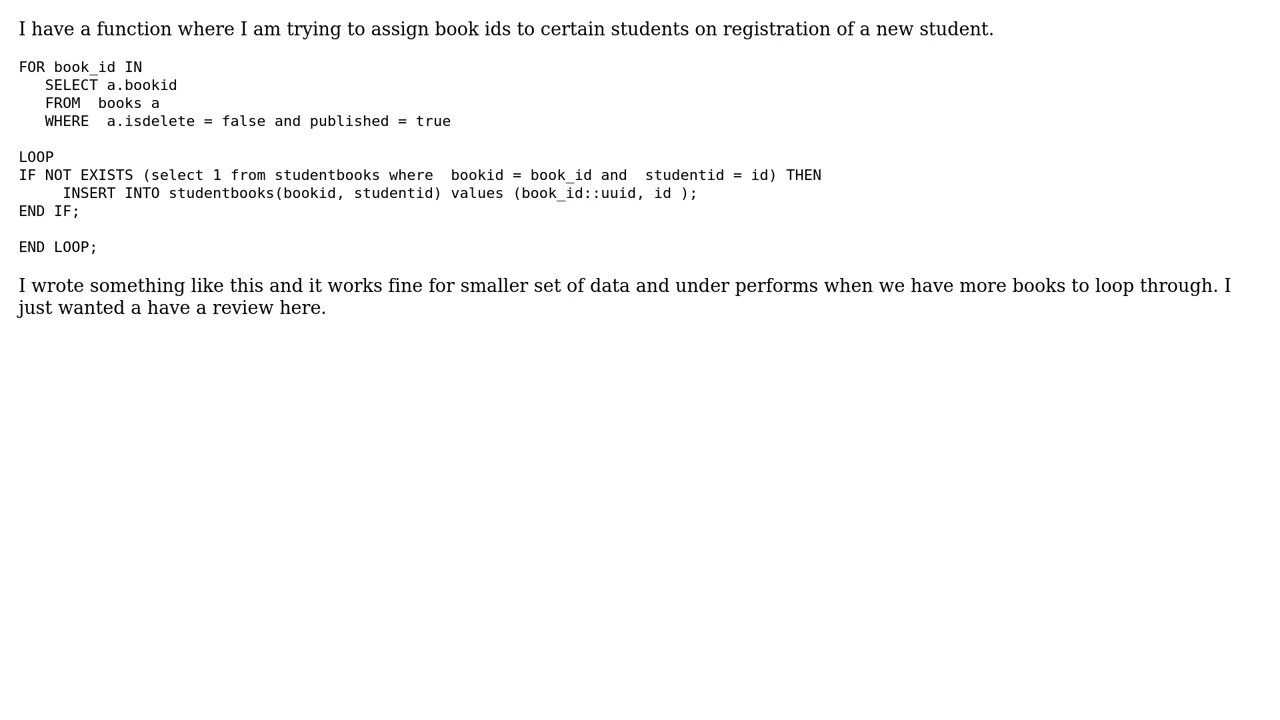 I have a function where I am trying to assign book ids to certain students on registration of a new student.
FOR book_id IN
   SELECT a.bookid
   FROM  books a
   WHERE  a.isdelete = false and published = true
LOOP
IF NOT EXISTS (select 1 from studentbooks where  bookid = book_id and  studentid = id) THEN
     INSERT INTO studentbooks(bookid, studentid) values (book_id::uuid, id );
END IF;
END LOOP;
I wrote something like this and it works fine for smaller set of data and under performs when we have more books to loop through. I
just wanted a have a review here.